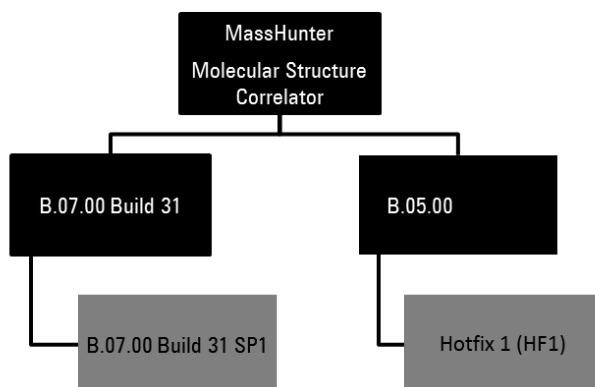 MassHunter
Molecular Structure
Correlator
B.07.00 Build 31
B.05.00
B.07.00 Build 31 SP1
Hotfix 1 (HF1)